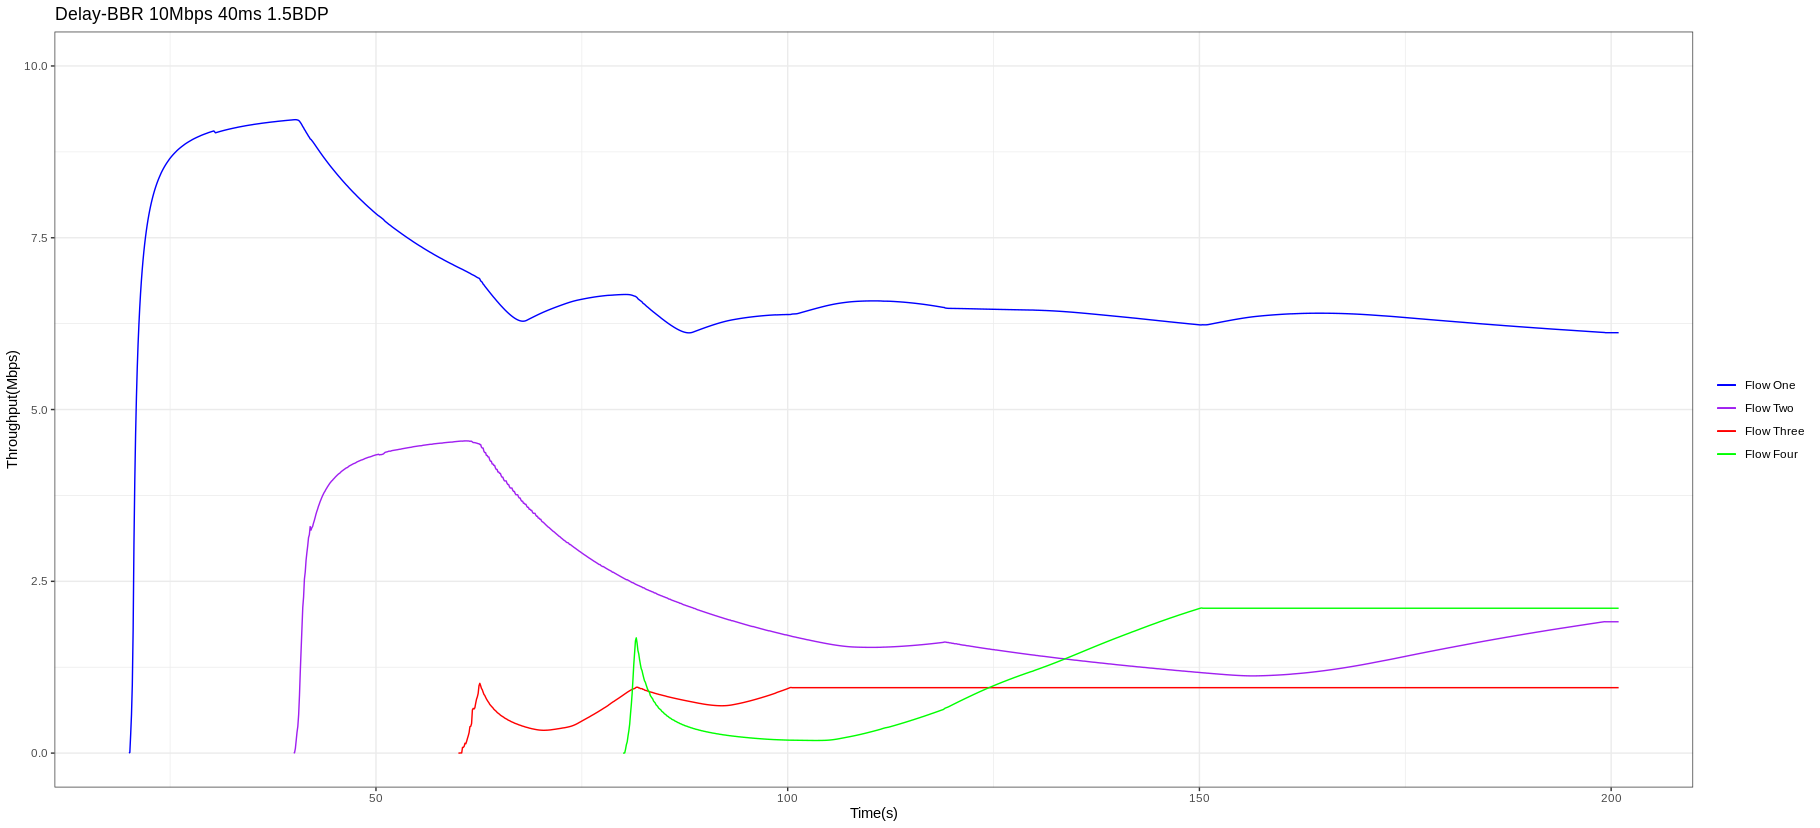 Delay-BBR 10Mbps 40ms 1.5BDP
10.0
7.5
5.0
2.5
0.0
Throughput(Mbps)
50
100
150
200
Time(s)
Flow One
Flow Two
Flow Three
Flow Four